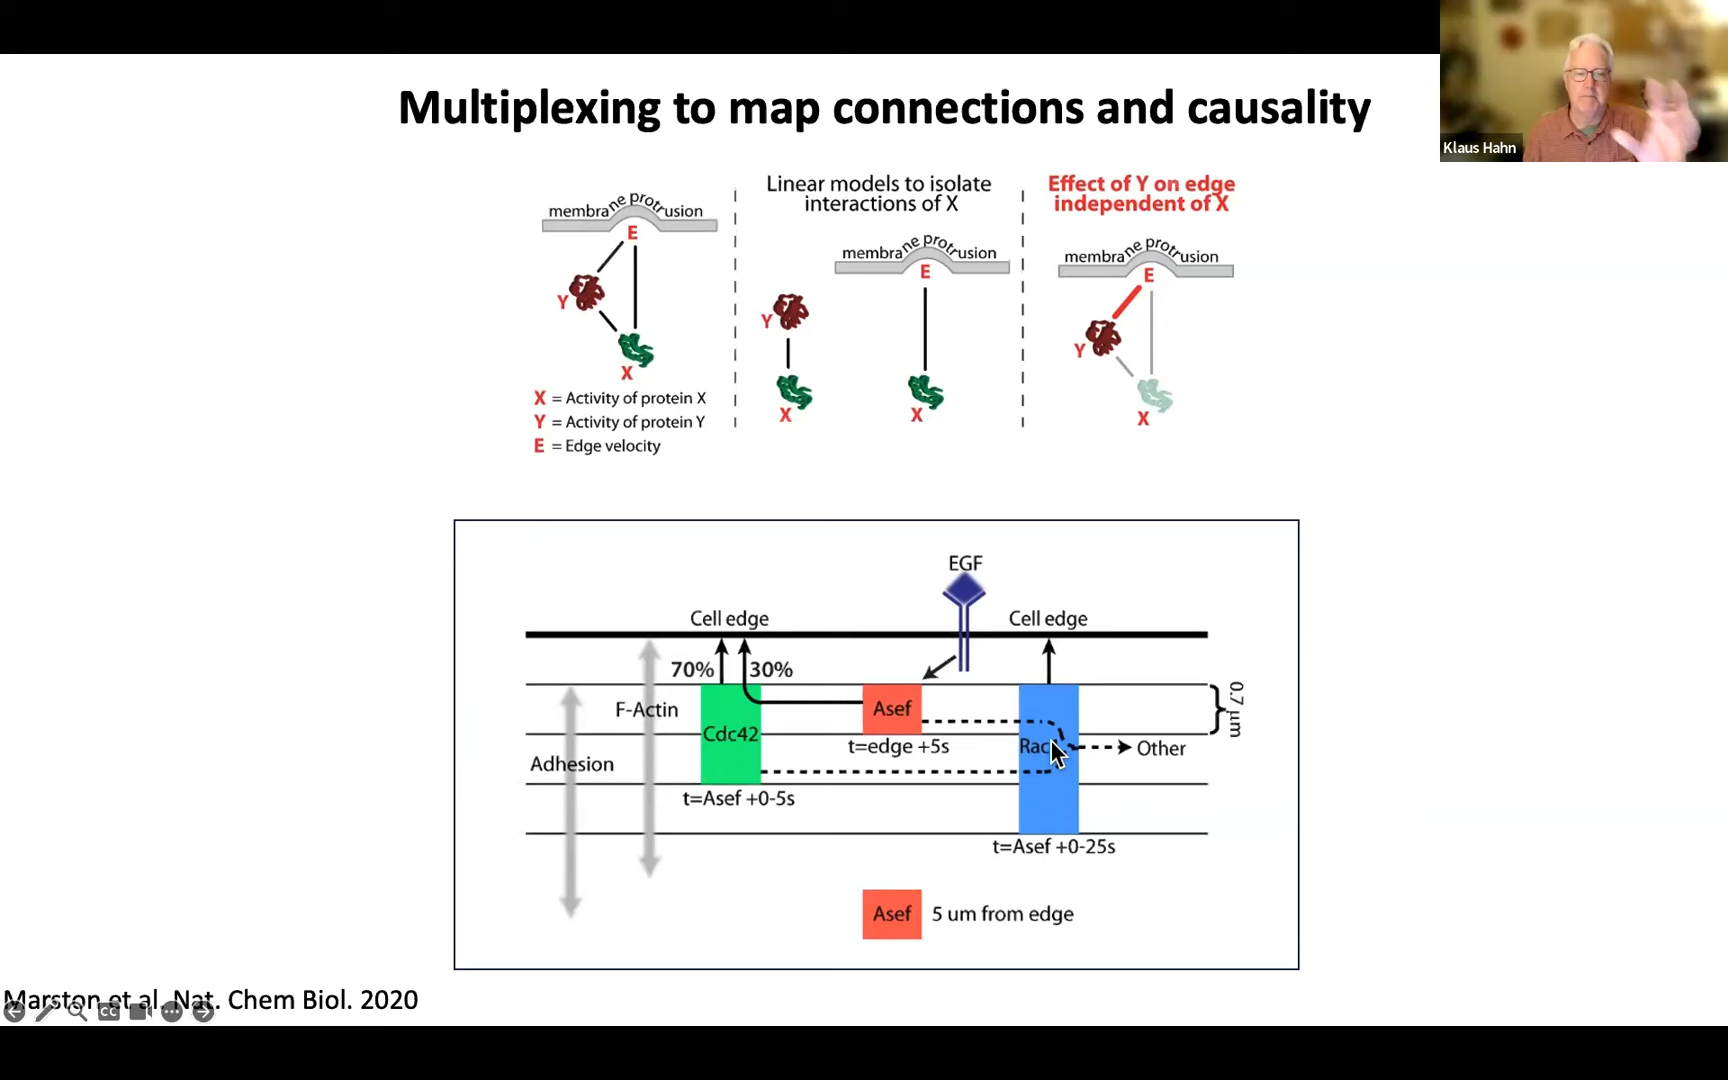 Multiplexing to map connections and causality
Klaus Hahn
membrane protrusion
E
Y
X
X = Activity of protein X
Y = Activity of protein Y
E = Edge velocity
Linear models to isolate
interactions of X
membrane protrusion
E
Y
X
X
Effect of Y on edge
independent of X
membrane protrusion
E
Y
X
EGF
Cell edge
Cell edge
70%
30%
F-Actin
Asef
0.7 µm
Cdc42
t=edge +5s
Rac
Other
Adhesion
t=Asef +0-5s
t=Asef +0-25s
Asef
5 um from edge
Marston et al. Nat. Chem Biol. 2020
CC